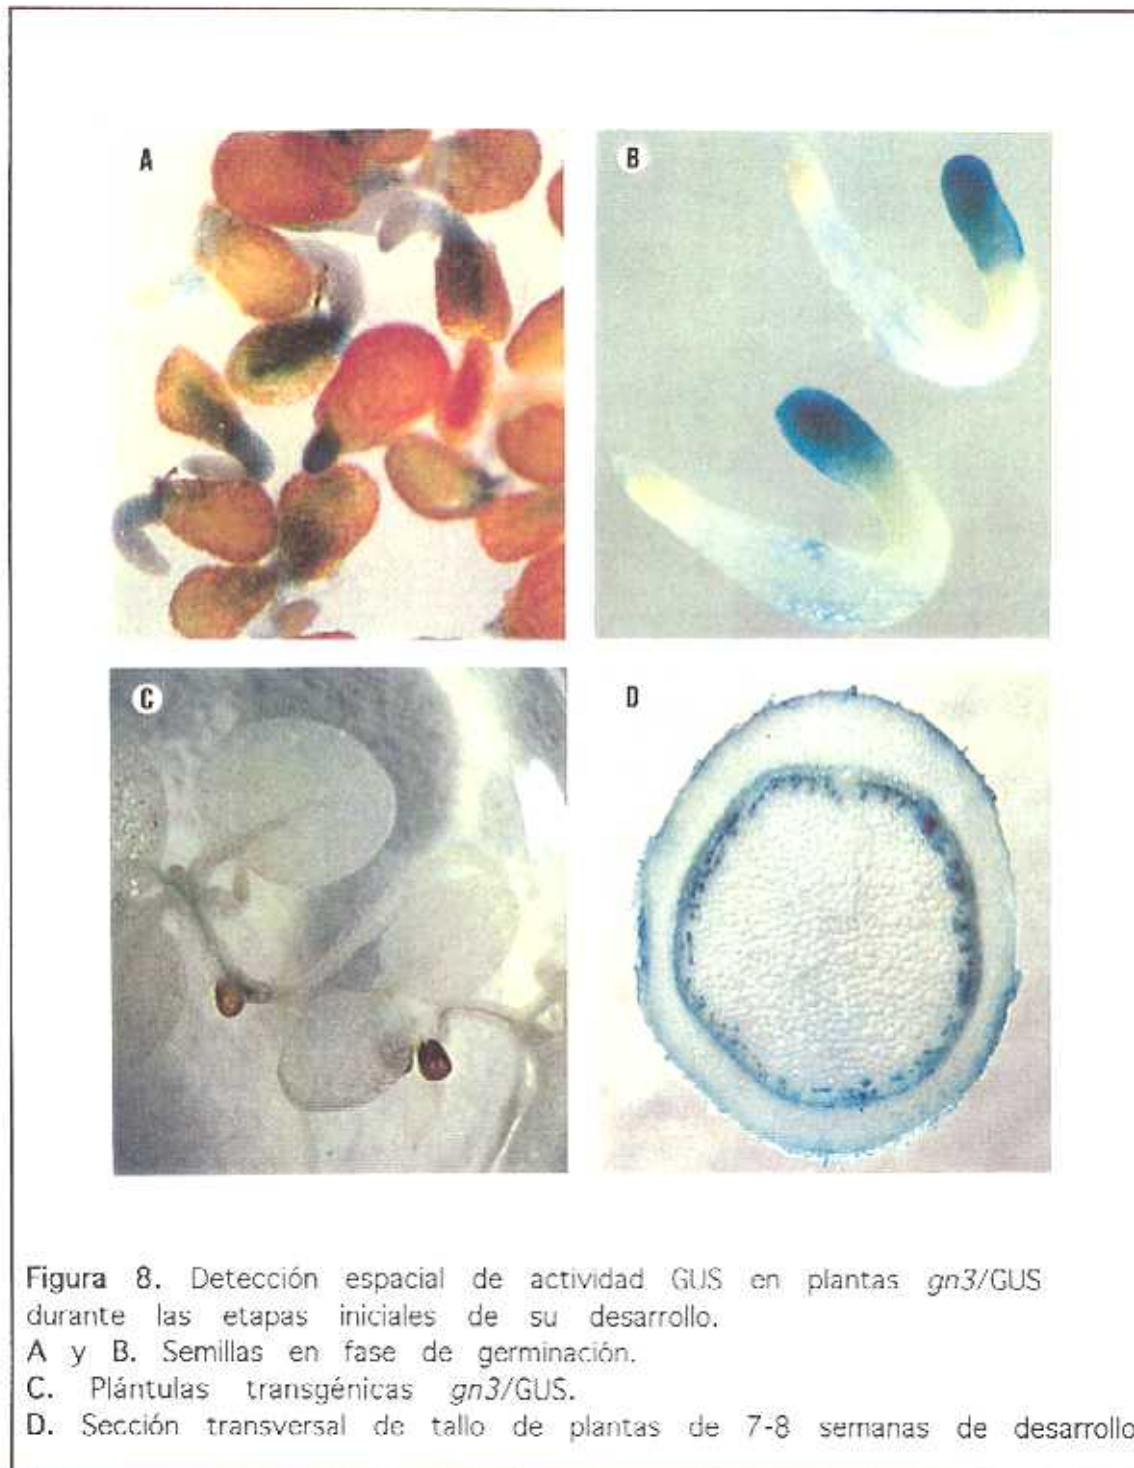 A
B
C
D
Figura 8. Detección espacial de actividad GUS en plantas gn3/GUS
durante las etapas iniciales de su desarrollo.
A y B. Semillas en fase de germinación.
C. Plántulas transgénicas gn3/GUS.
D. Sección transversal de tallo de plantas de 7-8 semanas de desarrollo